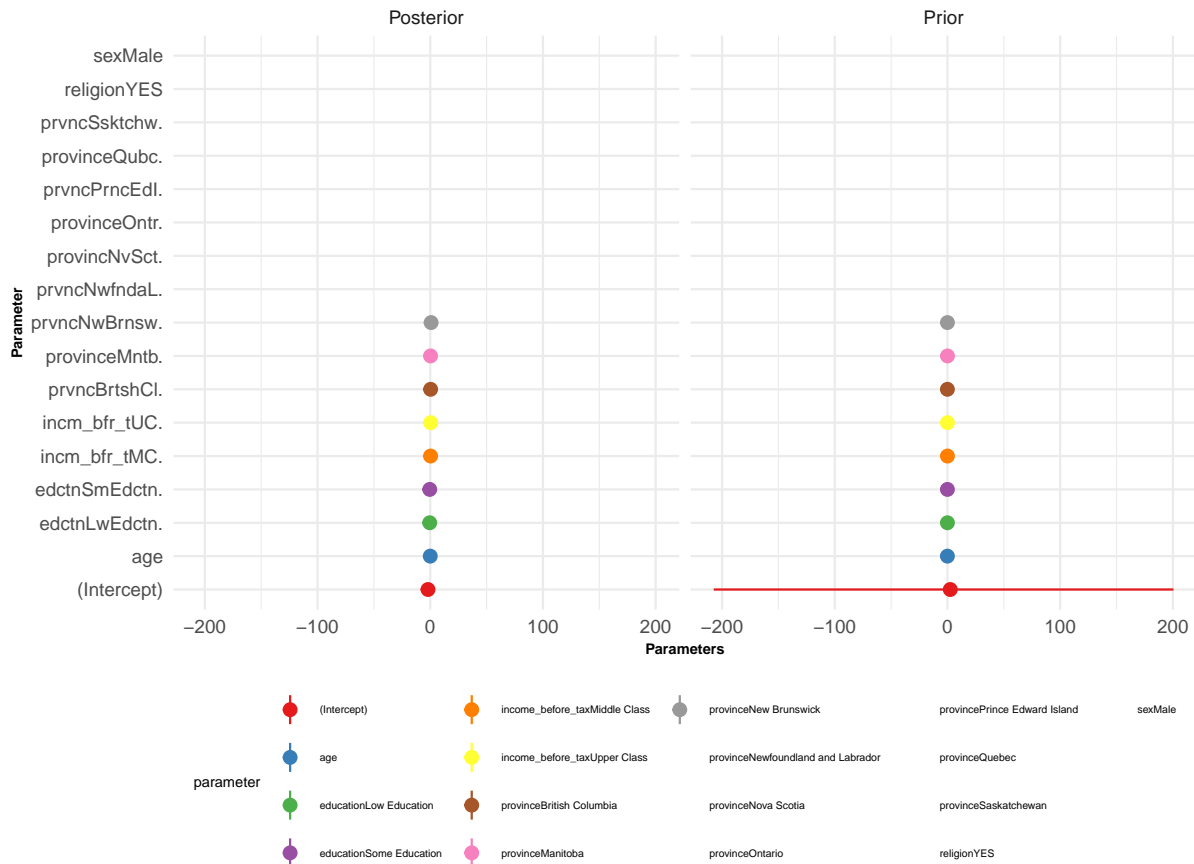 Posterior
Prior
sexMale
religionYES
prvncSsktchw.
provinceQubc.
prvncPrncEdI.
provinceOntr.
provincNvSct.
prvncNwfndaL.
prvncNwBrnsw.
provinceMntb.
prvncBrtshCl.
incm_bfr_tUC.
incm_bfr_tMC.
edctnSmEdctn.
edctnLwEdctn.
age
(Intercept)
Parameter
−200 −100 0 100 200
−200 −100 0 100 200
Parameters
parameter
(Intercept)
age
educationLow Education
educationSome Education
income_before_taxMiddle Class
income_before_taxUpper Class
provinceBritish Columbia
provinceManitoba
provinceNew Brunswick
provinceNewfoundland and Labrador
provinceNova Scotia
provinceOntario
provincePrince Edward Island
provinceQuebec
provinceSaskatchewan
religionYES
sexMale